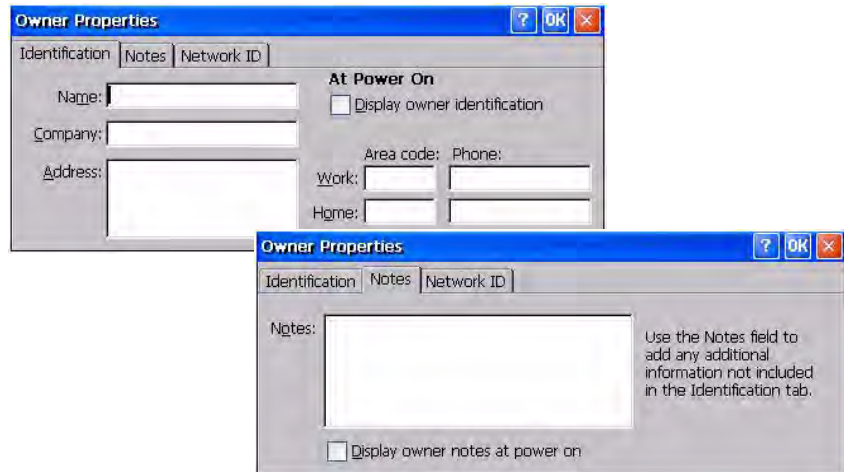 Owner Properties ? OK ×
Identification Notes Network ID
At Power On
Name: Display owner identification
Company:
Area code: Phone:
Address: Work:
Home:
Owner Properties ? OK ×
Identification Notes Network ID
Notes:
Use the Notes field to
add any additional
information not included
in the Identification tab.
Display owner notes at power on